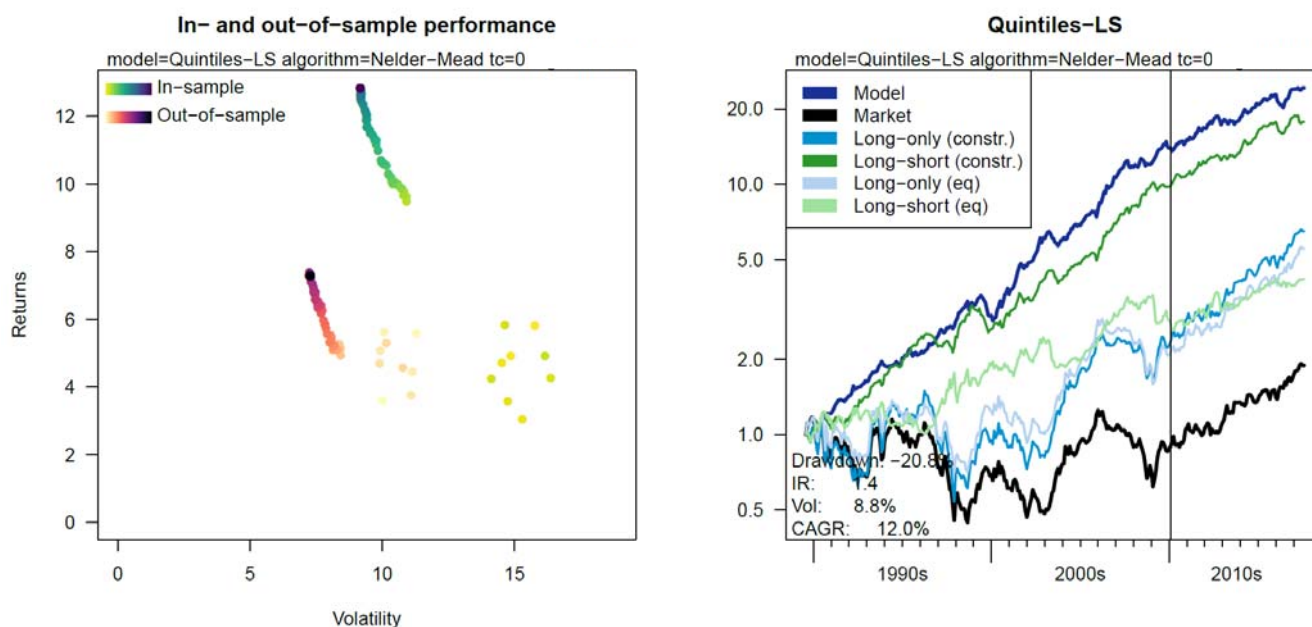 In- and out-of-sample performance
model=Quintiles-LS algorithm=Nelder-Mead tc=0
In-sample
Out-of-sample
12
10
8
6
4
2
0
Returns
0 5 10 15
Volatility
Quintiles-LS
model=Quintiles-LS algorithm=Nelder-Mead tc=0
Model
Market
Long-only (constr.)
Long-short (constr.)
Long-only (eq)
Long-short (eq)
20.0
10.0
5.0
2.0
1.0
0.5
Drawdown: -20.8%
IR: 1.4
Vol: 8.8%
CAGR: 12.0%
1990s 2000s 2010s